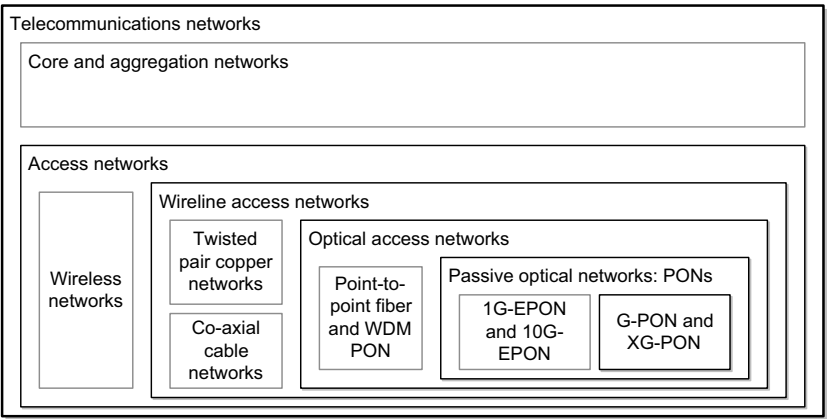 Telecommunications networks
Core and aggregation networks
Access networks
Wireless
networks
Wireline access networks
Twisted
pair copper
networks
Co-axial
cable
networks
Optical access networks
Point-to-
point fiber
and WDM
PON
Passive optical networks: PONs
1G-EPON
and 10G-
EPON
G-PON and
XG-PON